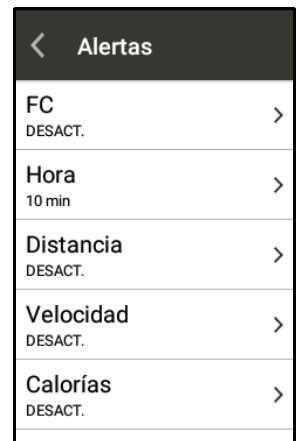 Alertas
FC
DESACT.
Hora
10 min
Distancia
DESACT.
Velocidad
DESACT.
Calorías
DESACT.